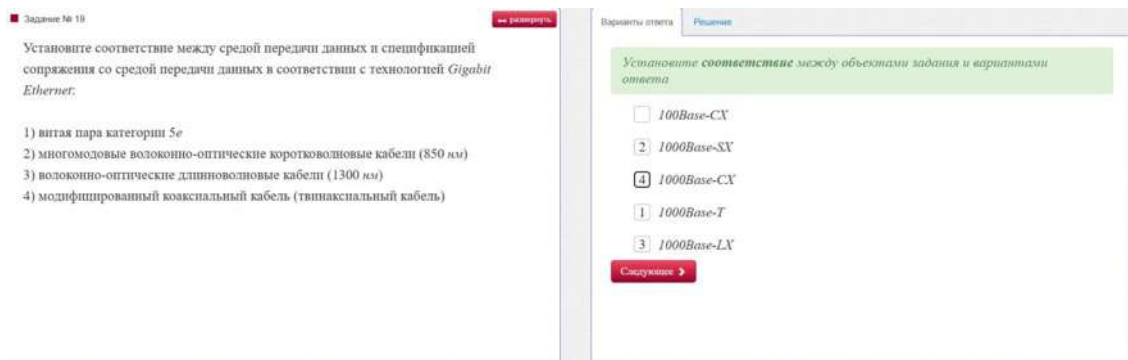 Задание № 19
развернуть
Установите соответствие между средой передачи данных и спецификацией
сопряжения со средой передачи данных в соответствии с технологией Gigabit
Ethernet:
1) витая пара категории 5e
2) многомодовые волоконно-оптические коротковолновые кабели (850 нм)
3) волоконно-оптические длинноволновые кабели (1300 нм)
4) модифицированный коаксиальный кабель (твинаксиальный кабель)
Варианты ответа Решения
Установите соответствие между объектами задания и вариантами
ответа
100Base-CX
2 1000Base-SX
4 1000Base-CX
1 1000Base-T
3 1000Base-LX
Следующее